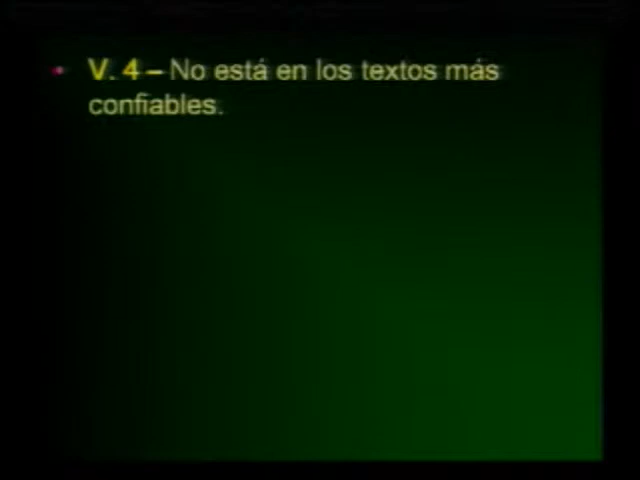 • V. 4 – No está en los textos más
confiables.